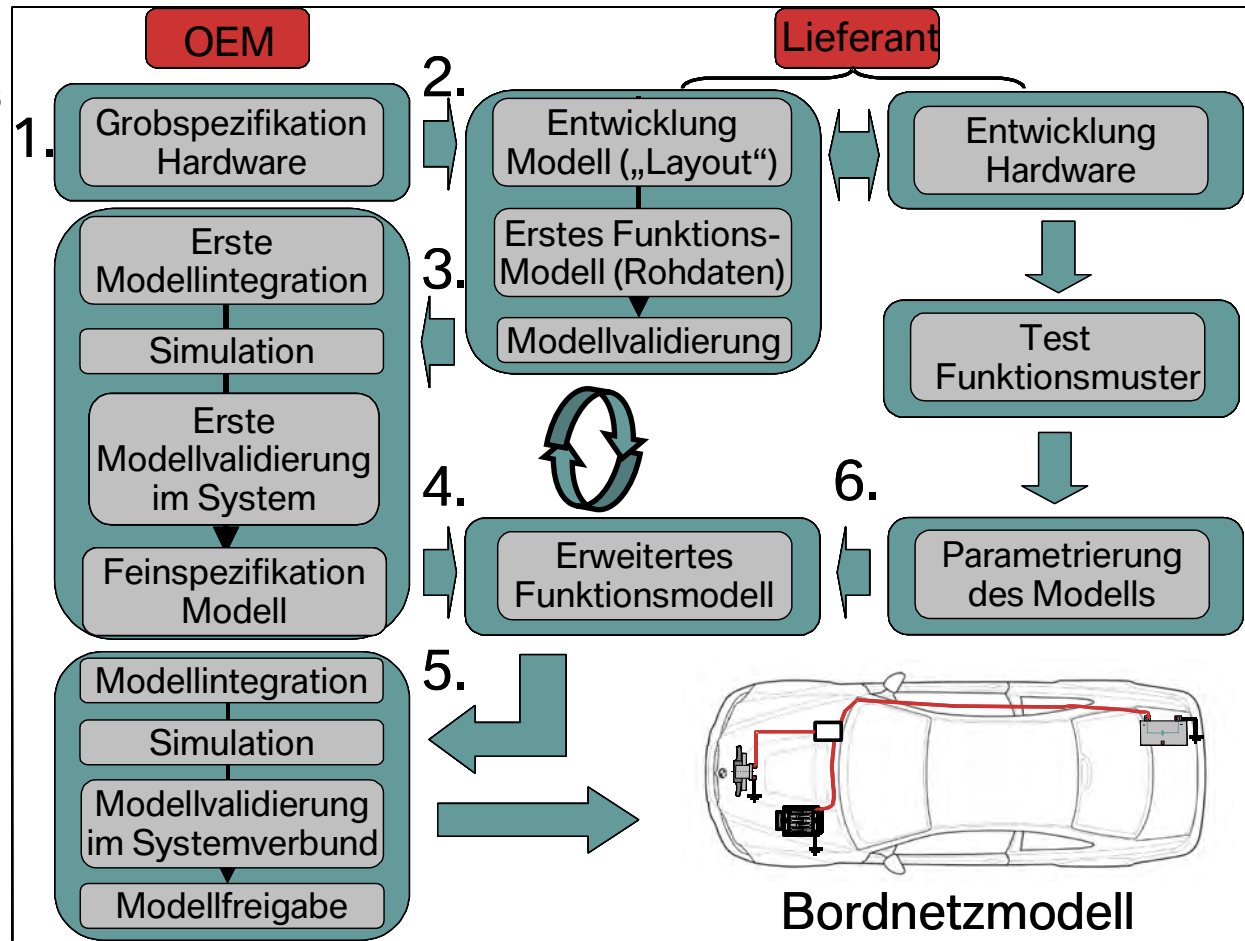 OEM
Lieferant
1.
Grobspezifikation
Hardware
2.
Entwicklung
Modell („Layout“)
Erstes Funktions-
Modell (Rohdaten)
Modellvalidierung
Entwicklung
Hardware
Test
Funktionsmuster
3.
Erste
Modellintegration
Simulation
Erste
Modellvalidierung
im System
Feinspezifikation
Modell
4.
Erweitertes
Funktionsmodell
6.
Parametrierung
des Modells
5.
Modellintegration
Simulation
Modellvalidierung
im Systemverbund
Modellfreigabe
Bordnetzmodell